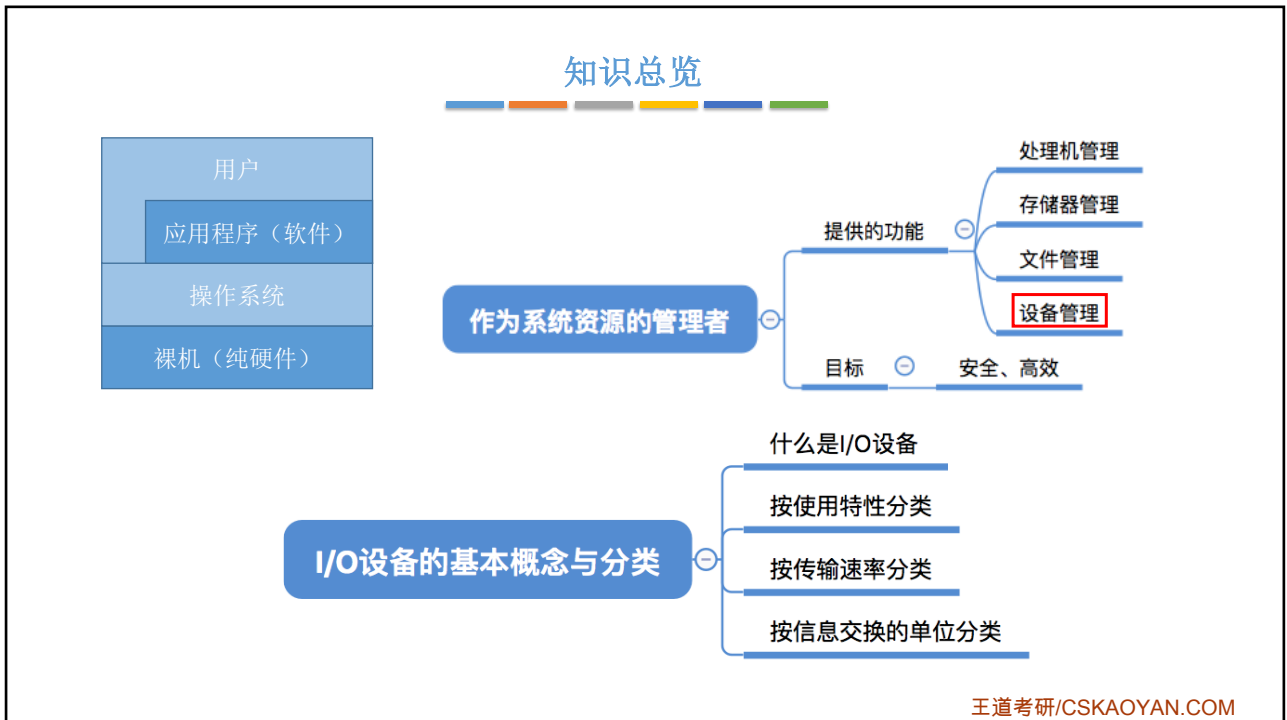 知识总览
用户
应用程序（软件）
操作系统
裸机（纯硬件）
作为系统资源的管理者
提供的功能
处理机管理
存储器管理
文件管理
设备管理
目标
安全、高效
I/O设备的基本概念与分类
什么是I/O设备
按使用特性分类
按传输速率分类
按信息交换的单位分类
王道考研/CSKAOYAN.COM